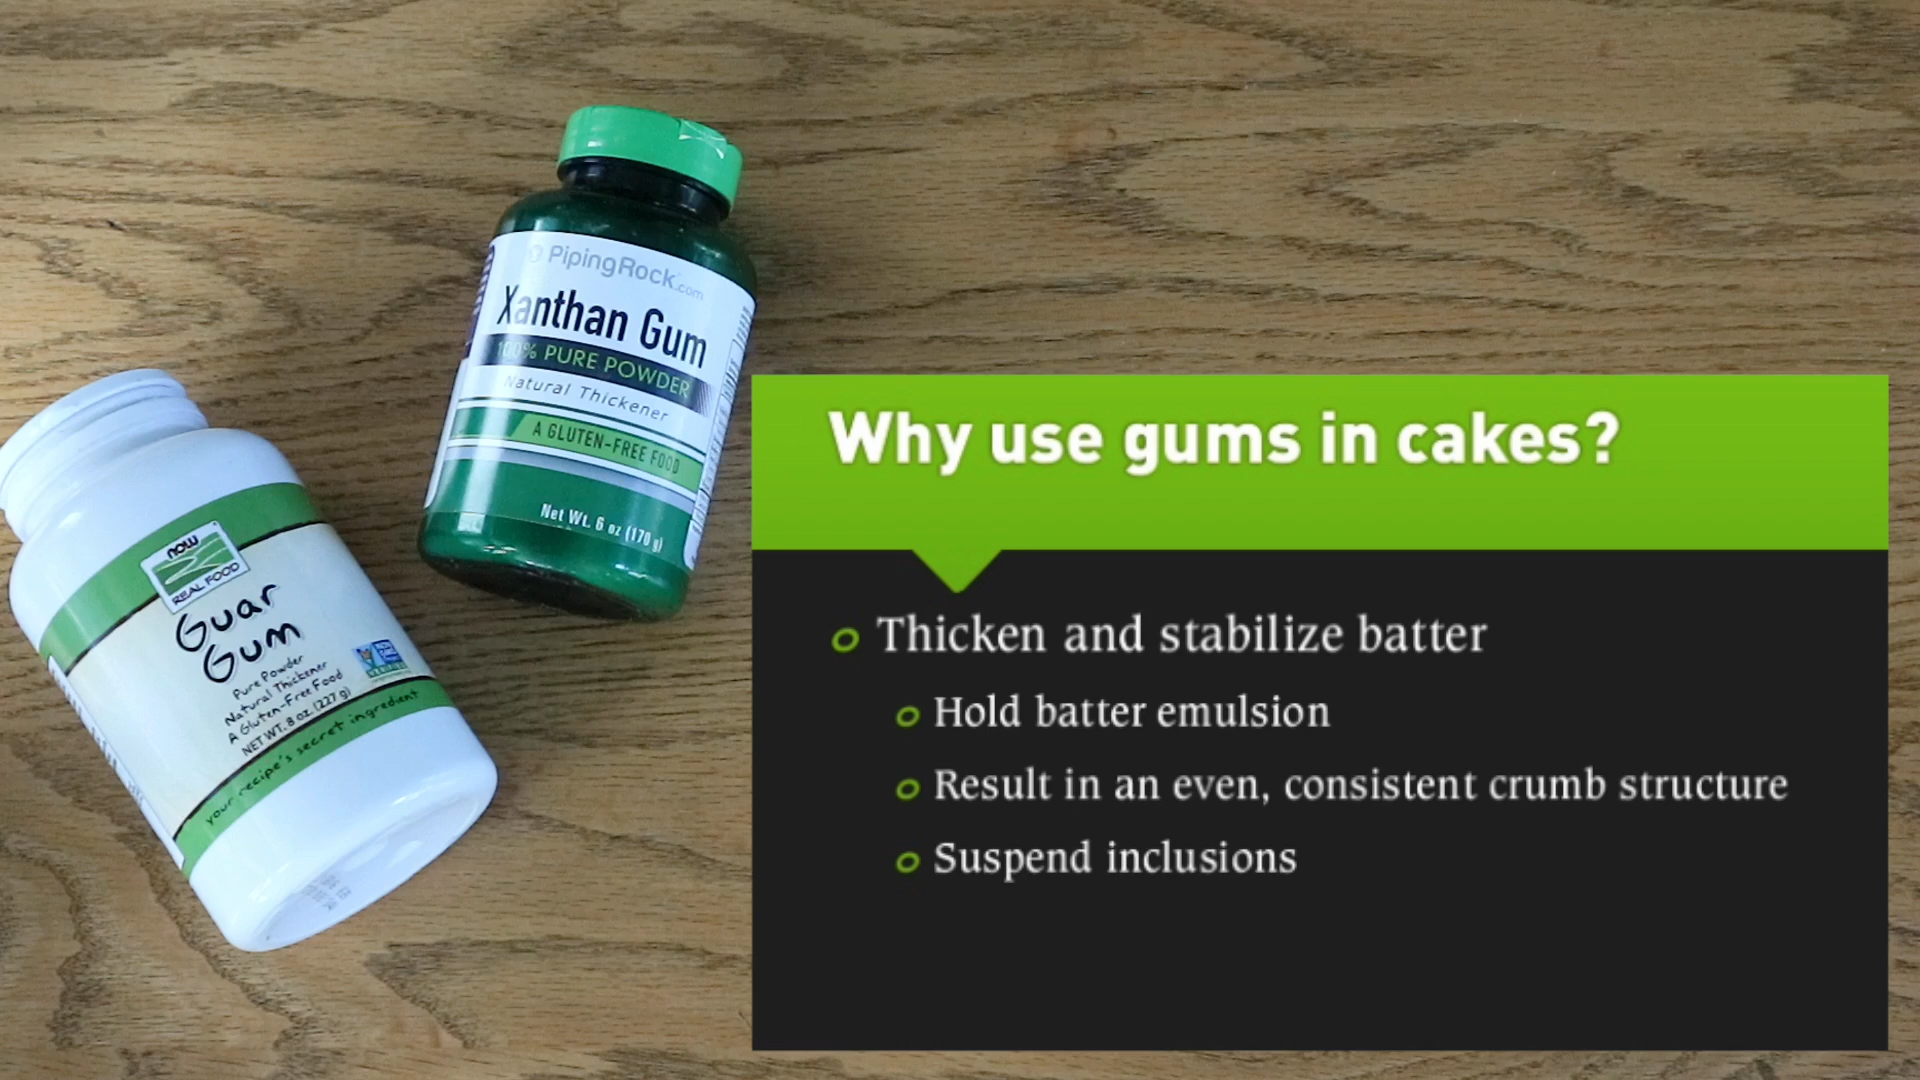 PipingRock.com
Xanthan Gum
100% PURE POWDER
Natural Thickener
A GLUTEN-FREE FOOD
Net Wt. 6 oz (170 g)
now
REAL FOOD
Guar
Gum
Pure Powder
Natural Thickener
A Gluten-Free Food
NET WT. 8 oz. (227 g)
your recipe's secret ingredient
Why use gums in cakes?
Thicken and stabilize batter
Hold batter emulsion
Result in an even, consistent crumb structure
Suspend inclusions